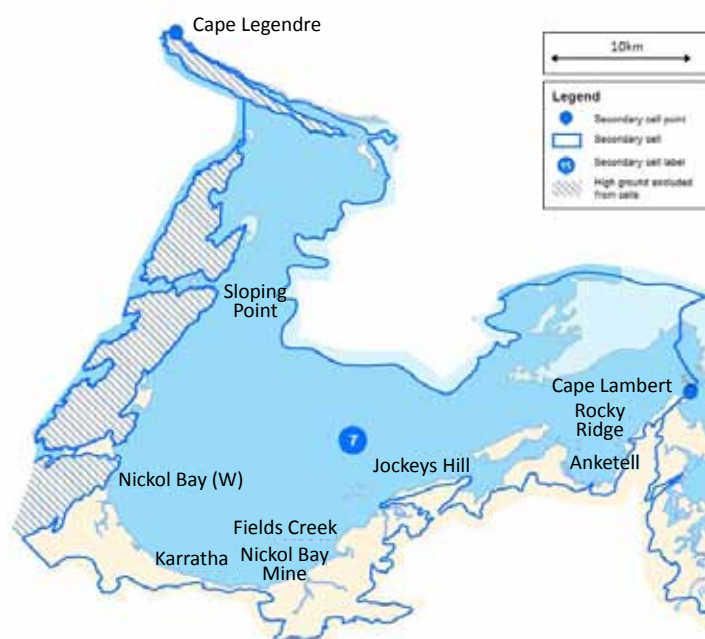 Cape Legendre
10km
Legend
Secondary cell point
Secondary cell
15 Secondary cell label
High ground excluded
from cells
Sloping
Point
Cape Lambert
Rocky
Ridge
7
Jockeys Hill
Anketell
Nickol Bay (W)
Fields Creek
Karratha
Nickol Bay
Mine